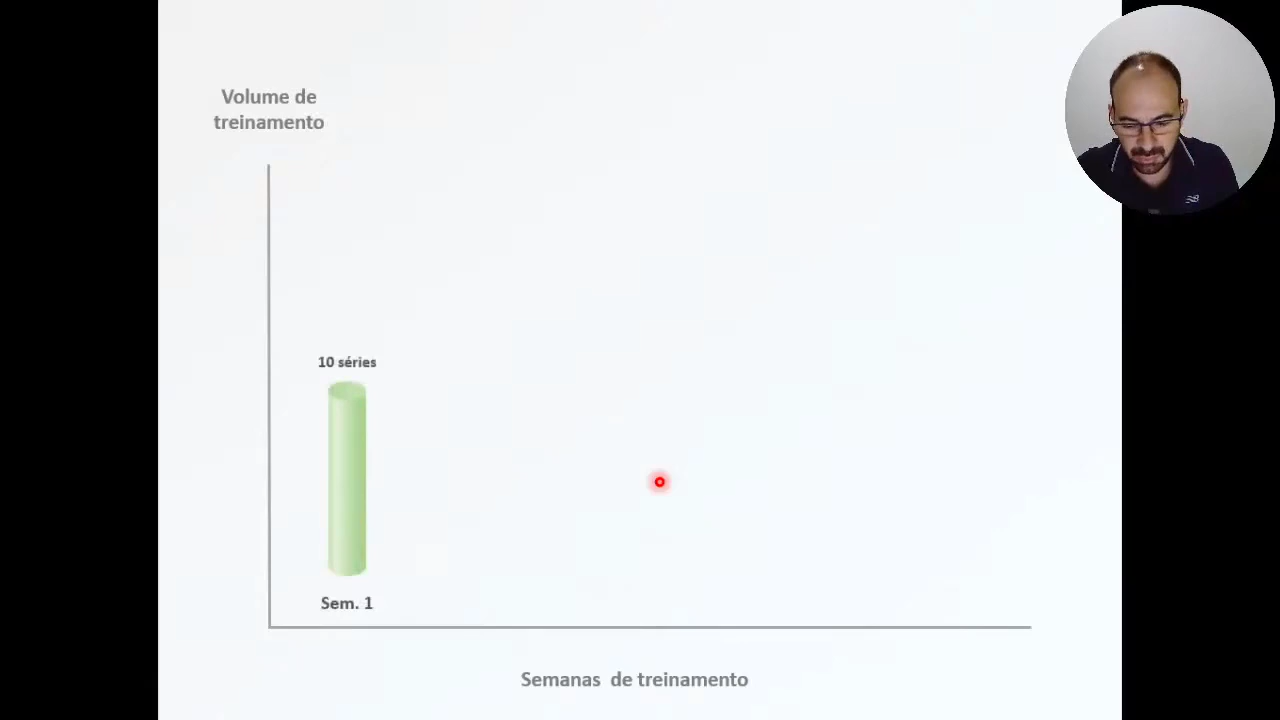 Volume de
treinamento
10 séries
Sem. 1
Semanas  de treinamento